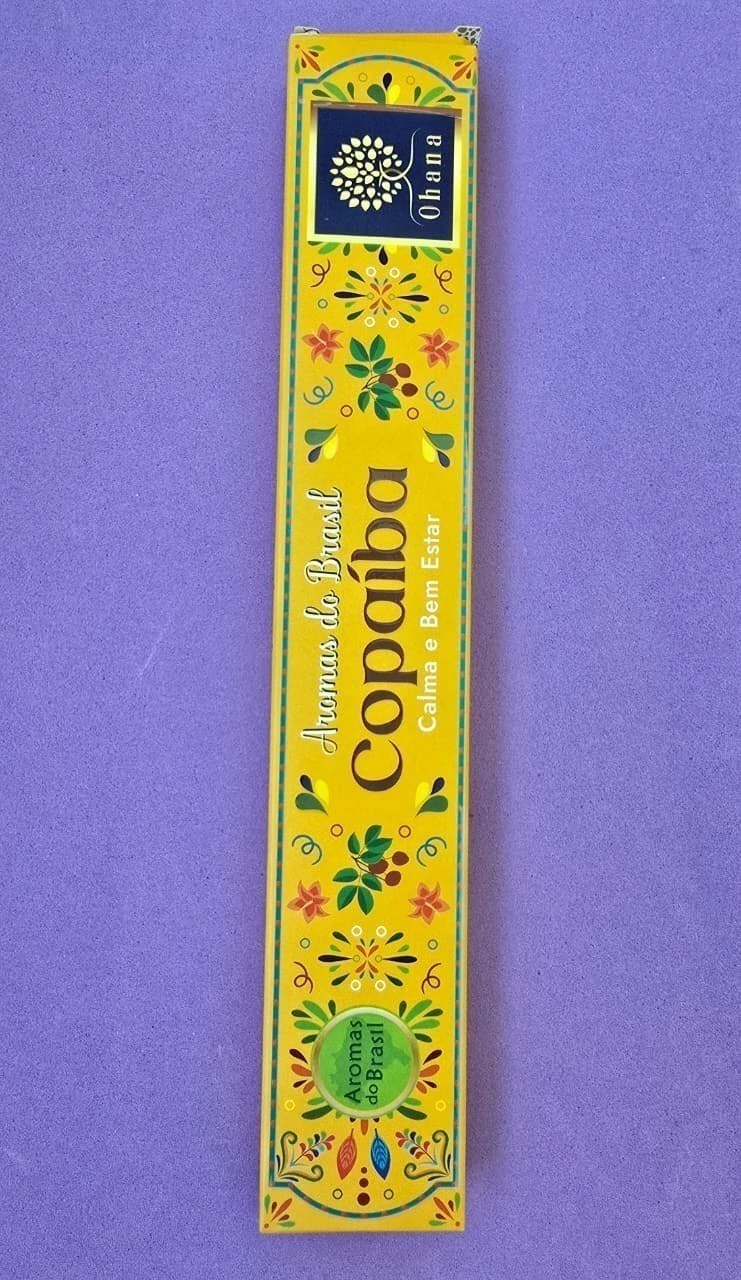 Aromas
do Brasil
Aromas do Brasil
Copaíba
Calma e Bem Estar
Ohana